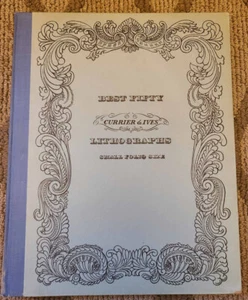 BEST FIFTY
CURRIER & IVES
LITHOGRAPHS
SMALL FOLIO SIZE